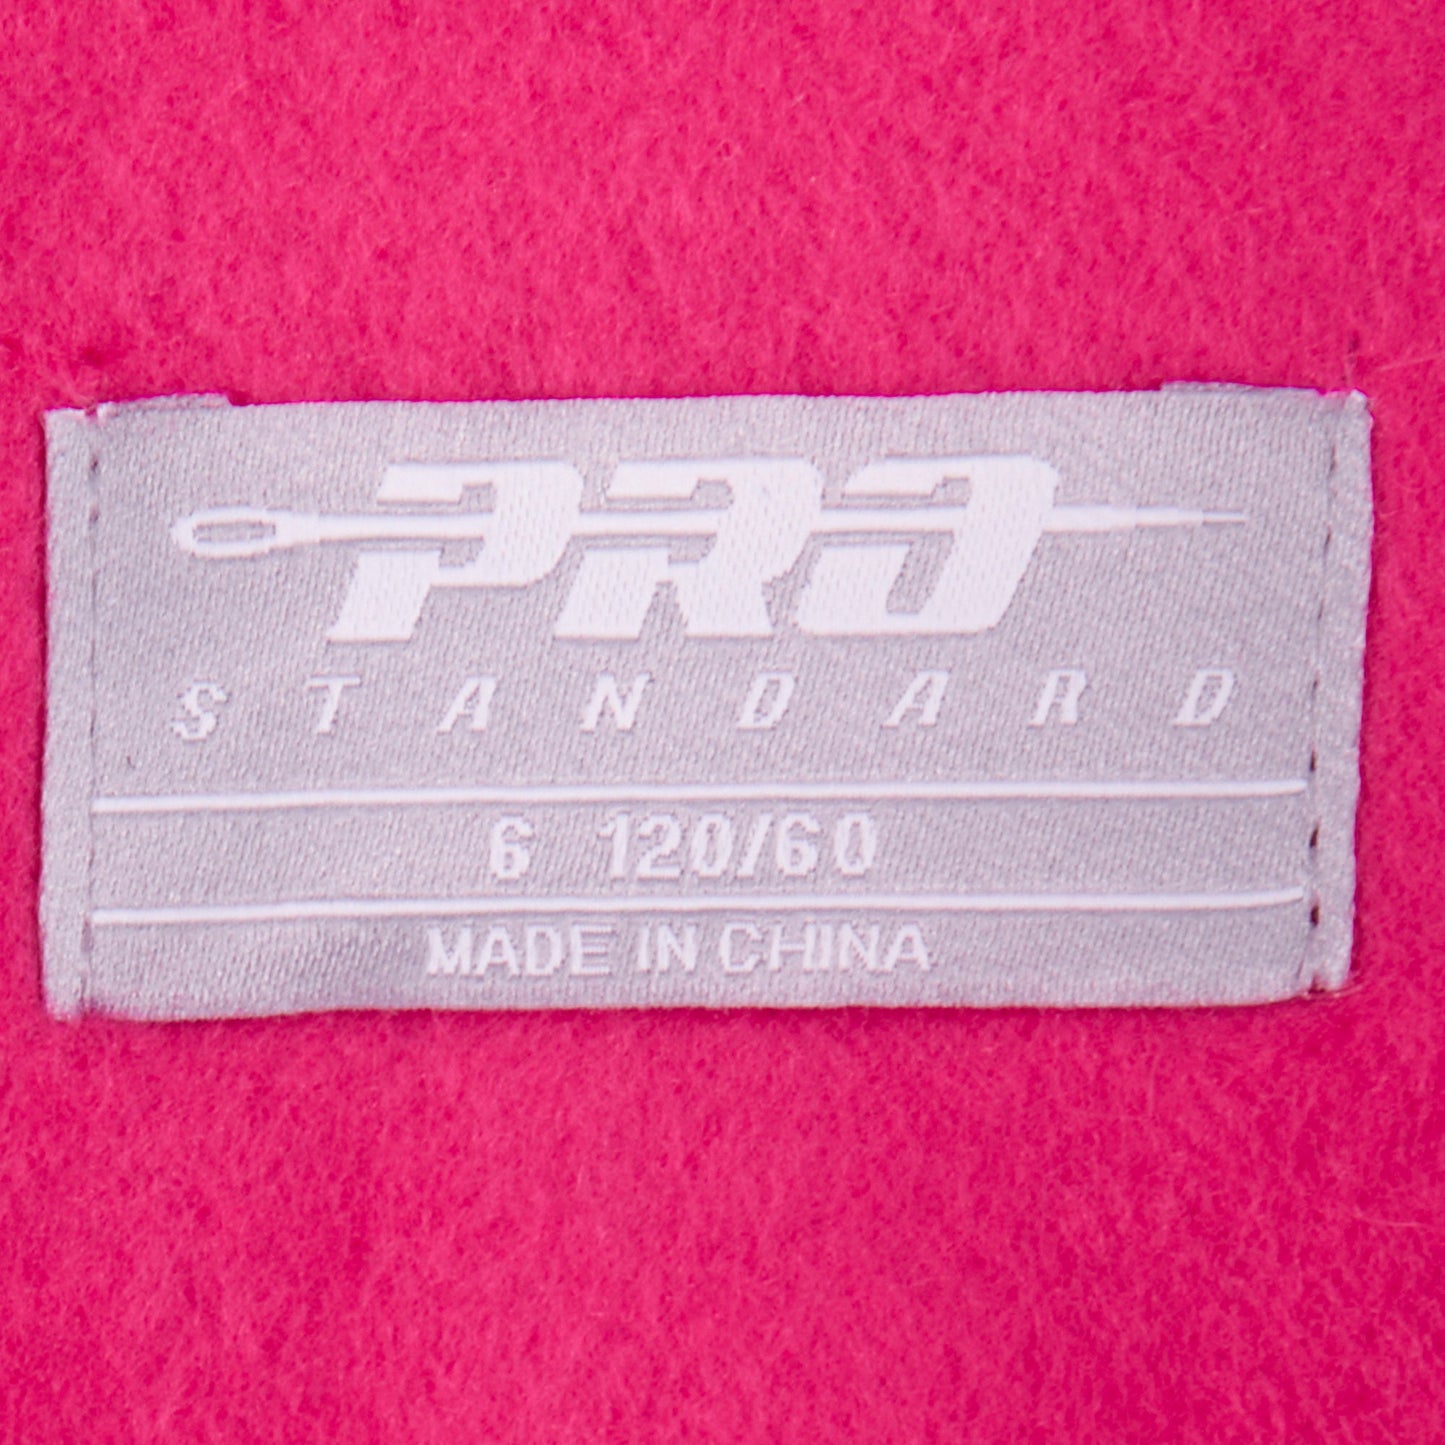 PRO
STANDARD
6 120/60
MADE IN CHINA